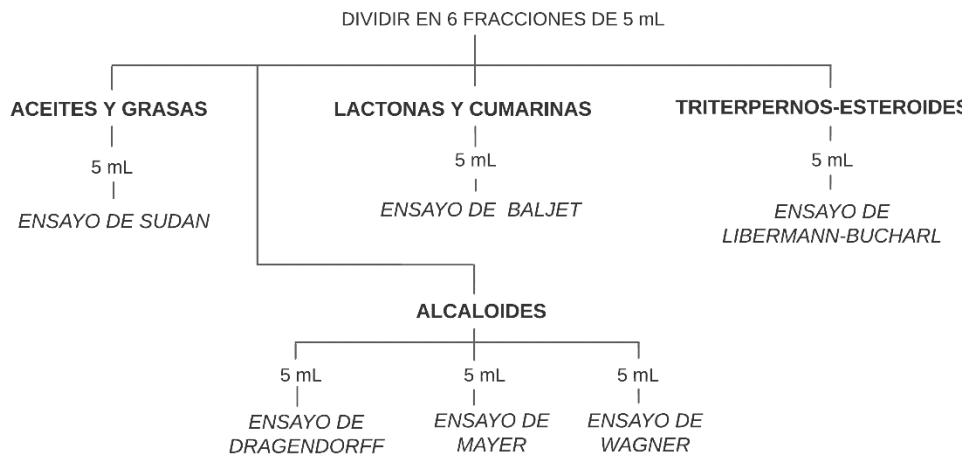 DIVIDIR EN 6 FRACCIONES DE 5 mL
ACEITES Y GRASAS
LACTONAS Y CUMARINAS
TRITERPERNOS-ESTEROIDES
5 mL
5 mL
5 mL
ENSAYO DE SUDAN
ENSAYO DE BALJET
ENSAYO DE
LIBERMANN-BUCHARL
ALCALOIDES
5 mL
5 mL
5 mL
ENSAYO DE
DRAGENDORFF
ENSAYO DE
MAYER
ENSAYO DE
WAGNER